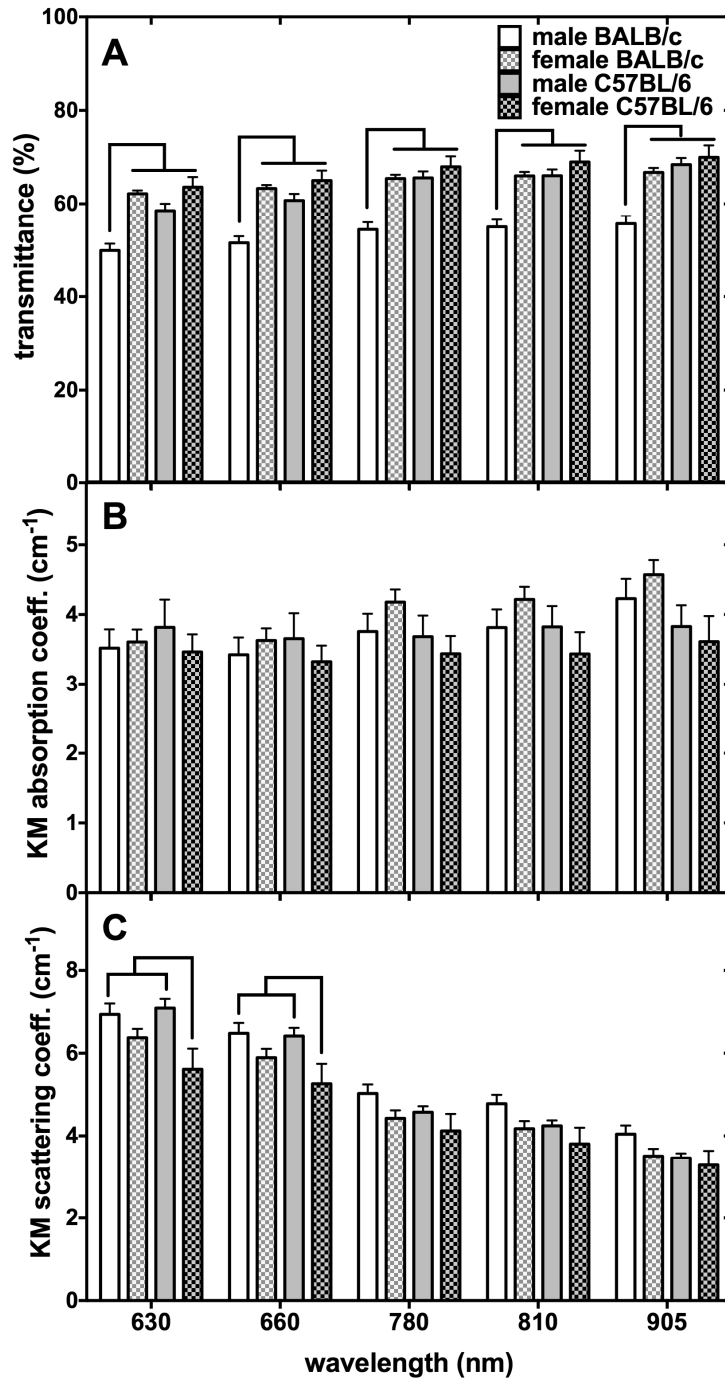 A
male BALB/c
female BALB/c
male C57BL/6
female C57BL/6
transmittance (%)
100
80
60
40
20
0
B
KM absorption coeff. (cm⁻¹)
5
4
3
2
1
0
C
KM scattering coeff. (cm⁻¹)
8
6
4
2
0
630 660 780 810 905
wavelength (nm)